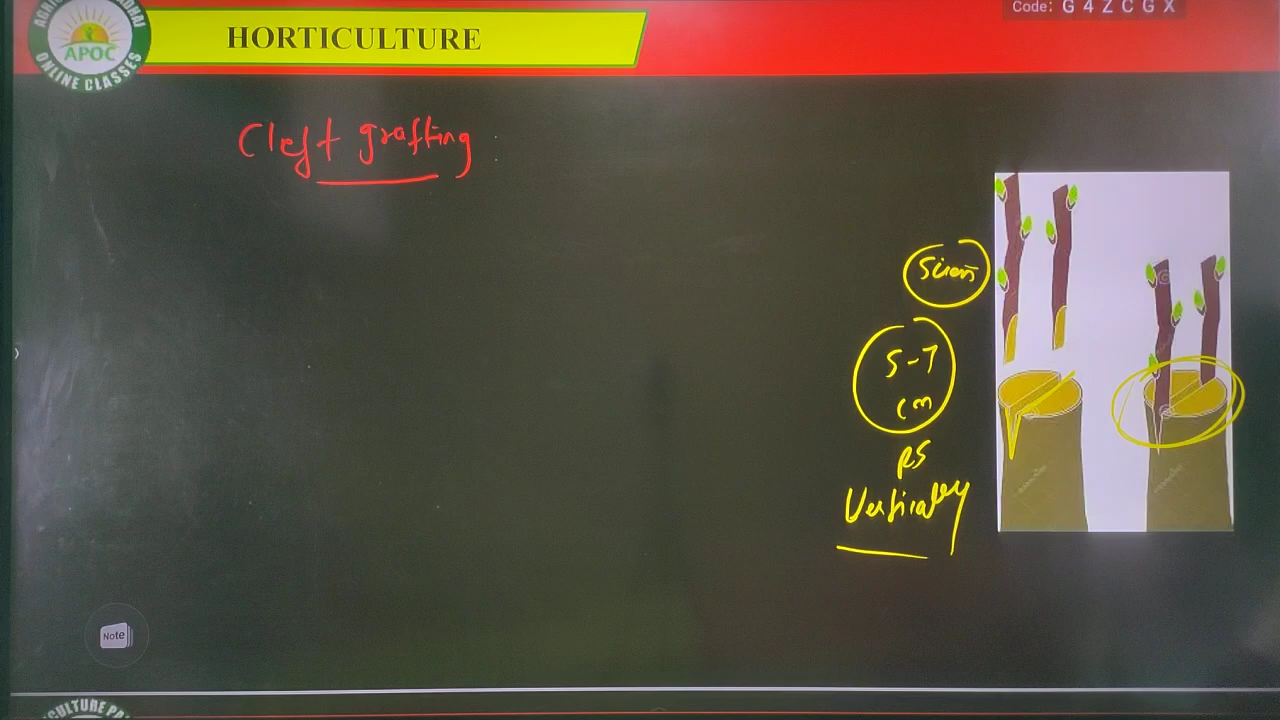 HORTICULTURE
Code: G 4 Z C G X
APOC
ONLINE CLASSES
Cleft grafting
Scion
5-7
cm
RS
Vertically
Note